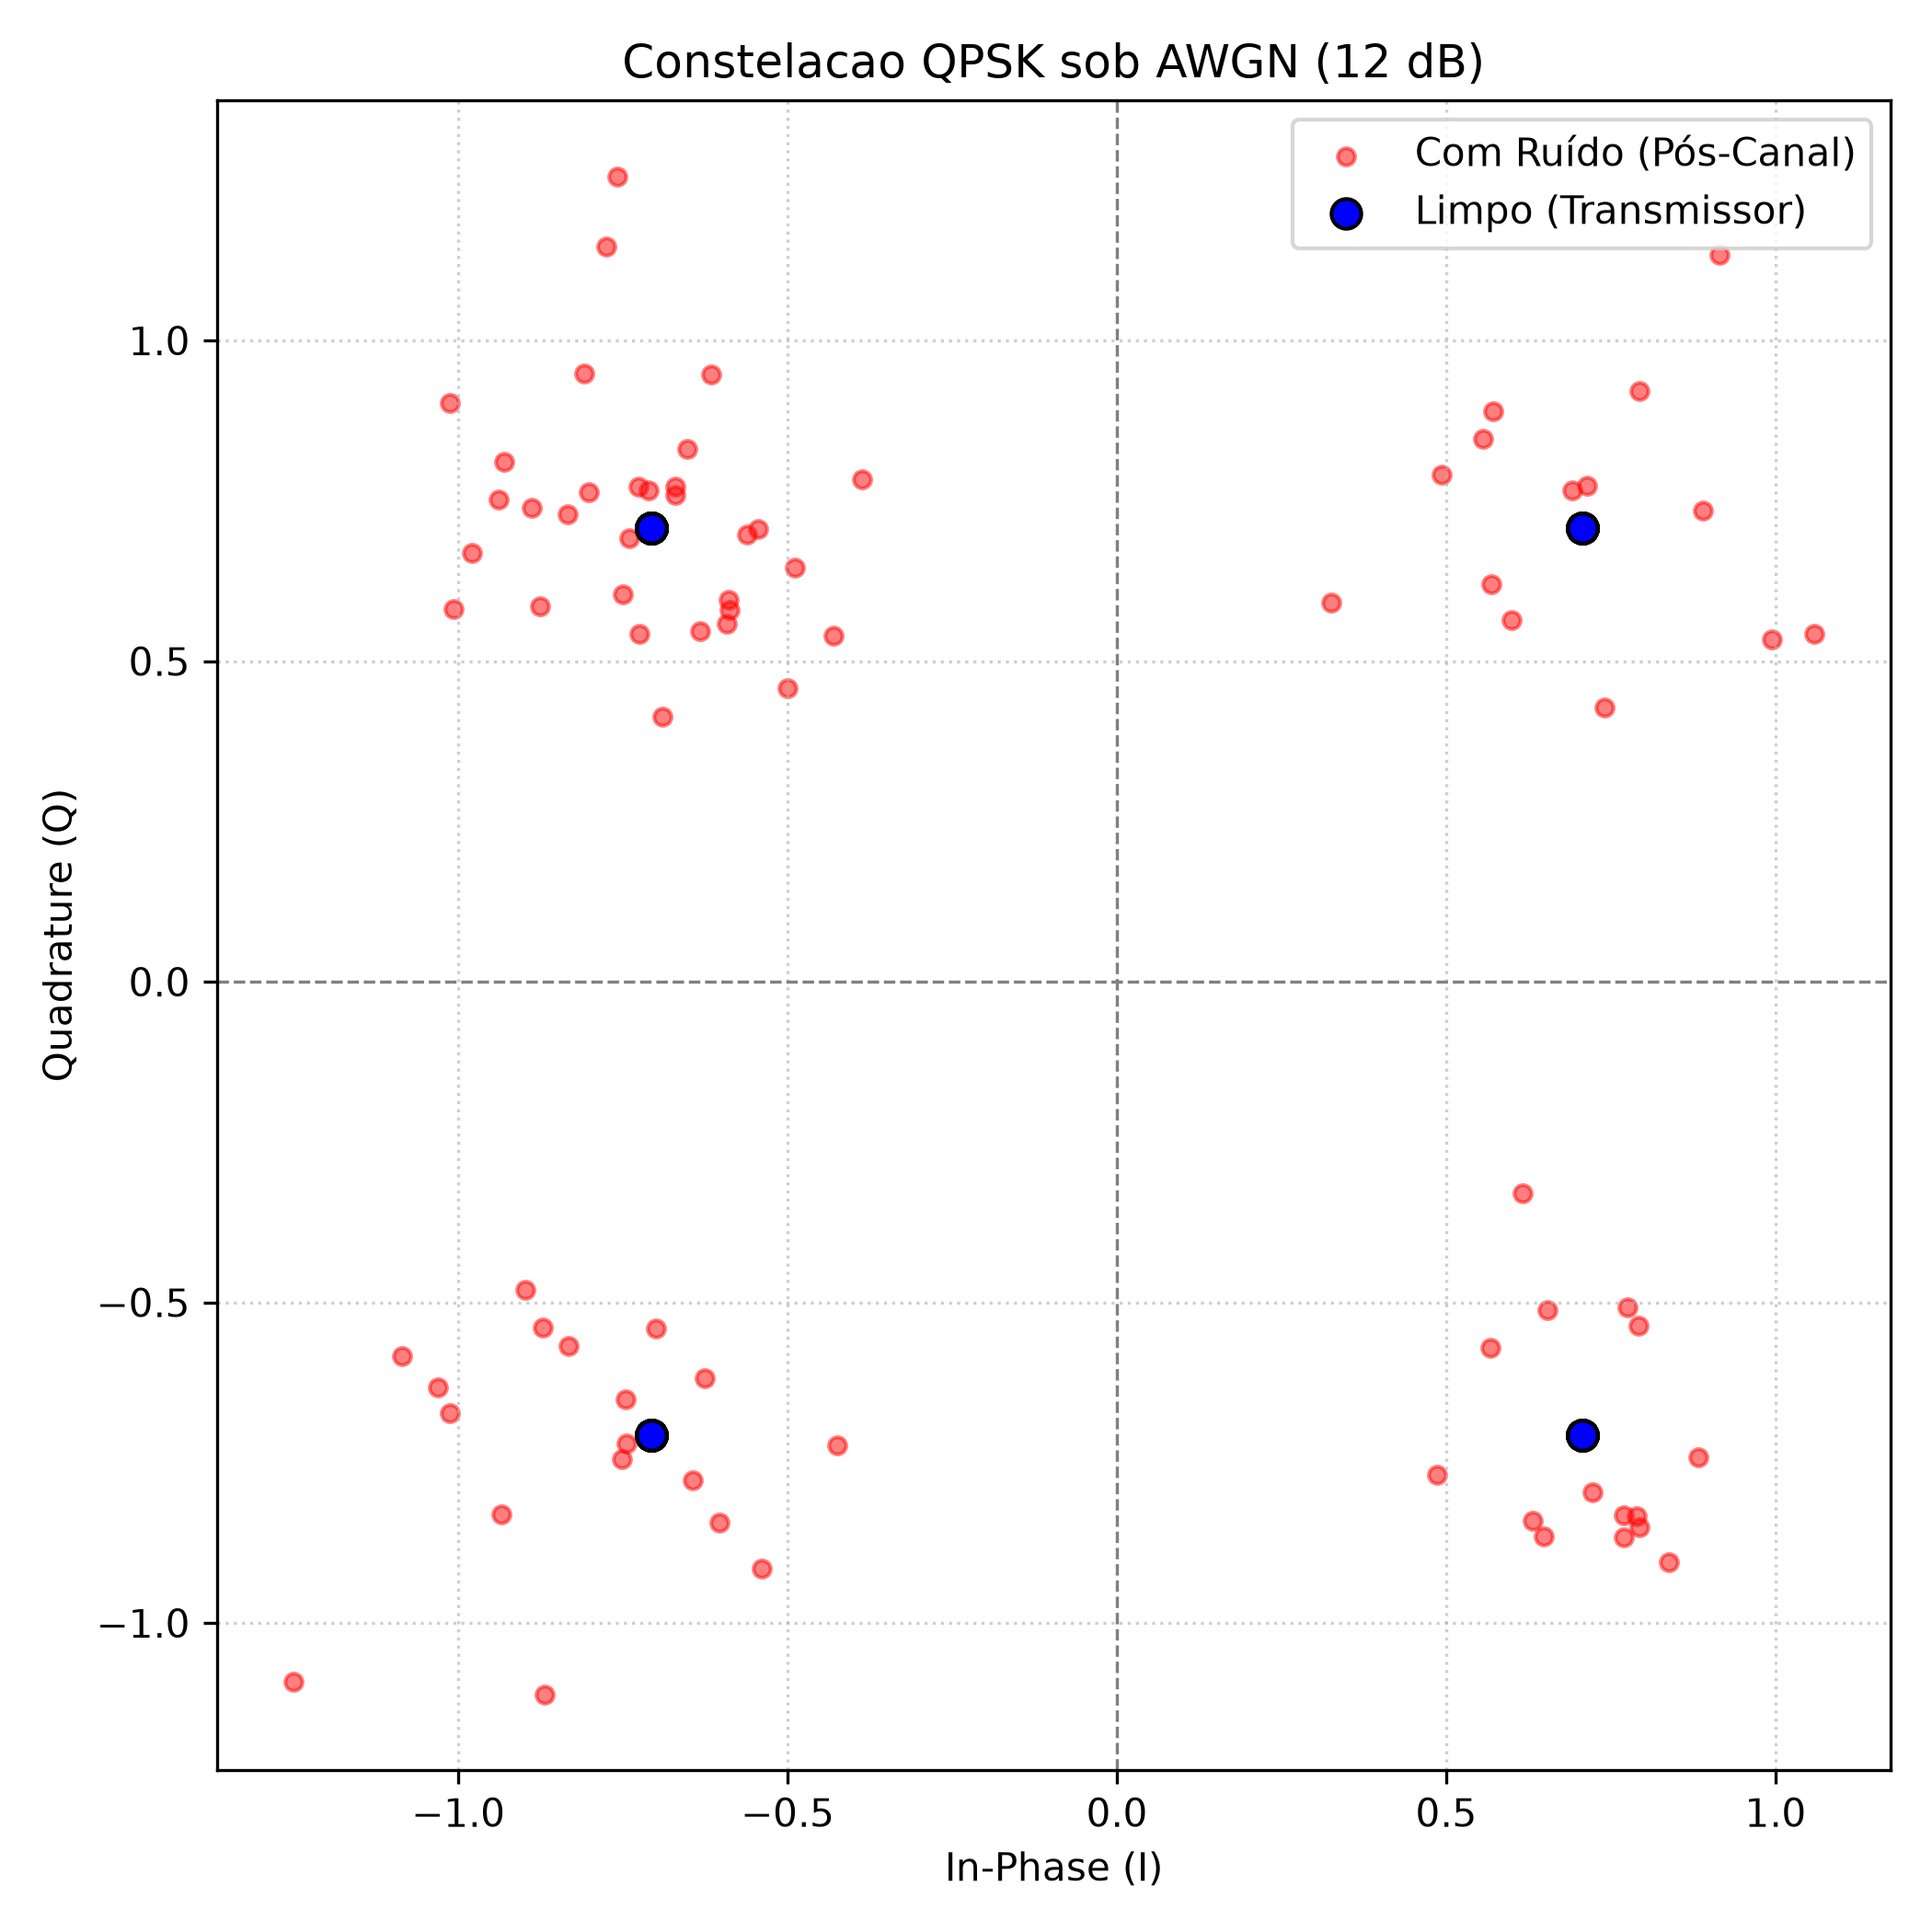 Constelacao QPSK sob AWGN (12 dB)
Com Ruído (Pós-Canal)
Limpo (Transmissor)
1.0
0.5
0.0
−0.5
−1.0
Quadrature (Q)
−1.0
−0.5
0.0
0.5
1.0
In-Phase (I)